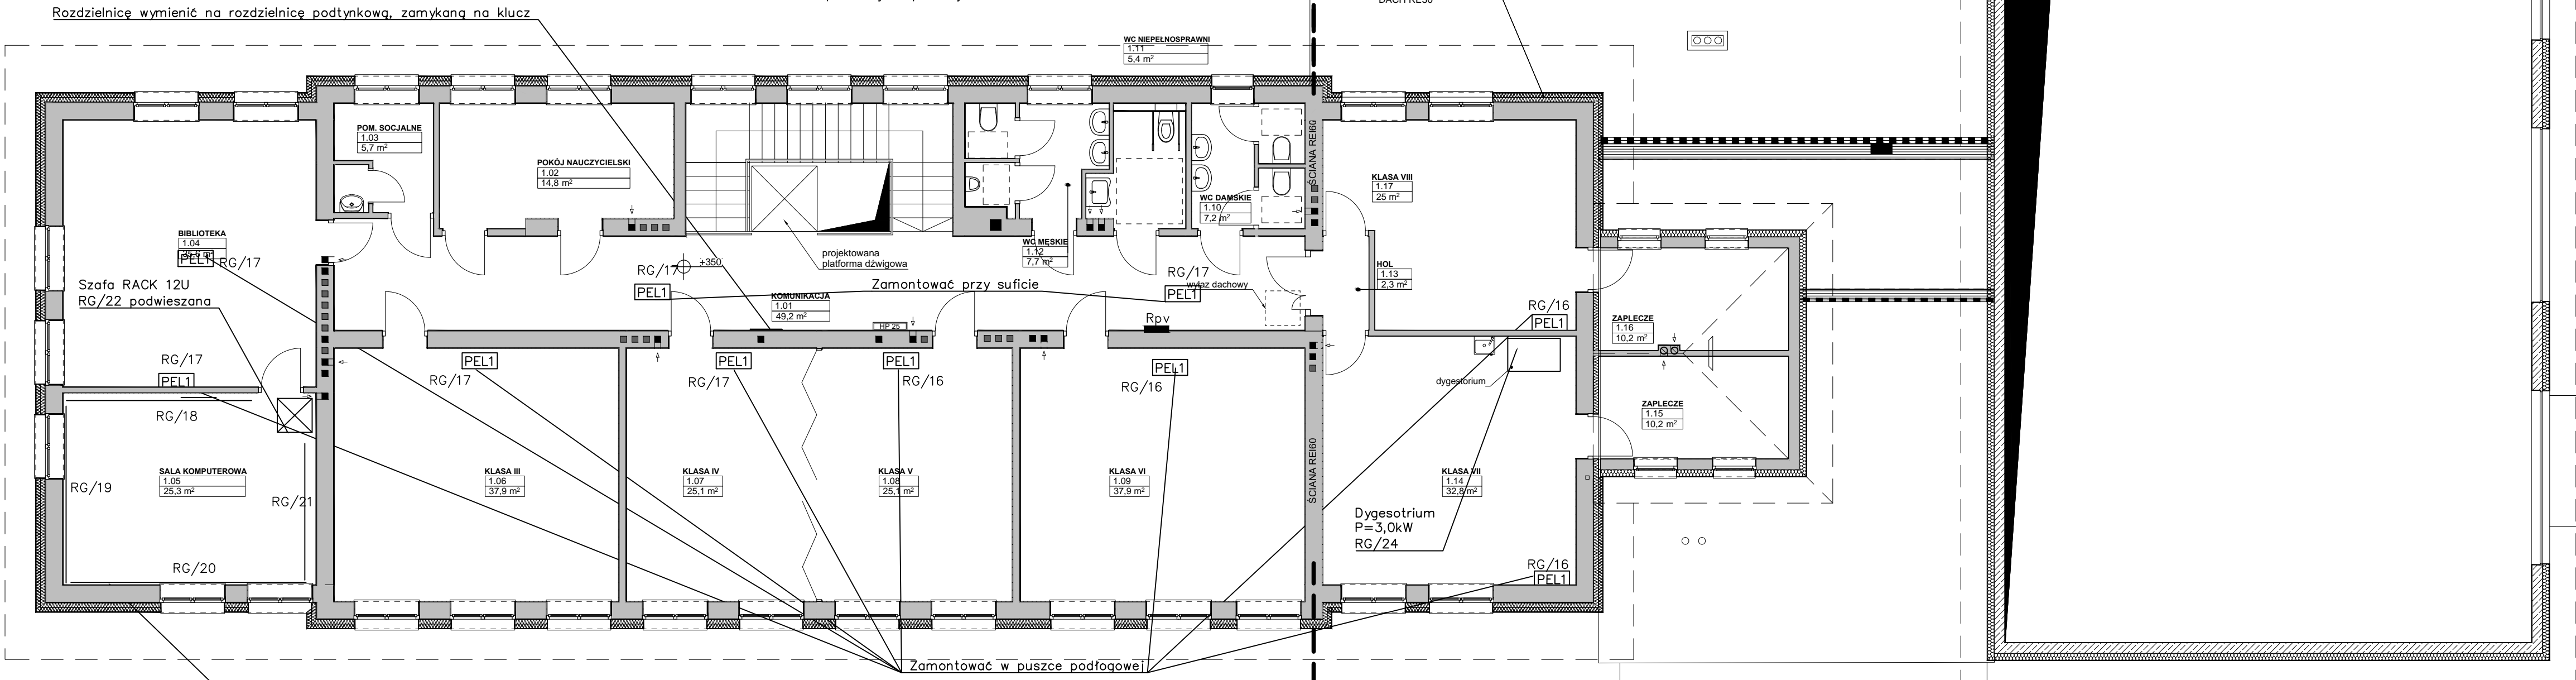 Rozdzielnicę wymienić na rozdzielnicę podtynkową, zamykaną na klucz
WC NIEPEŁNOSPRAWNI
1.11
5,4 m²
POM. SOCJALNE
1.03
5,7 m²
POKÓJ NAUCZYCIELSKI
1.02
14,8 m²
ŚCIANA REI60
KLASA VIII
1.17
25 m²
WC DAMSKIE
1.10
7,2 m²
BIBLIOTEKA
1.04
PEL1
RG/17
WC MĘSKIE
1.12
7,7 m²
projektowana
platforma dźwigowa
+350
RG/17
PEL1
Zamontować przy suficie
RG/17
PEL1
wyłaz dachowy
HOL
1.13
2,3 m²
Szafa RACK 12U
RG/22 podwieszana
KOMUNIKACJA
1.01
49,2 m²
HP 25
Rpv
RG/16
PEL1
ZAPLECZE
1.16
10,2 m²
RG/17
PEL1
PEL1
RG/17
PEL1
RG/17
PEL1
RG/16
PEL1
RG/16
dygestorium
RG/18
ZAPLECZE
1.15
10,2 m²
SALA KOMPUTEROWA
1.05
25,3 m²
RG/19
RG/21
RG/20
KLASA III
1.06
37,9 m²
KLASA IV
1.07
25,1 m²
KLASA V
1.08
25,1 m²
KLASA VI
1.09
37,9 m²
ŚCIANA REI60
KLASA VII
1.14
32,8 m²
Dygesotrium
P=3,0kW
RG/24
RG/16
PEL1
Zamontować w puszce podłogowej